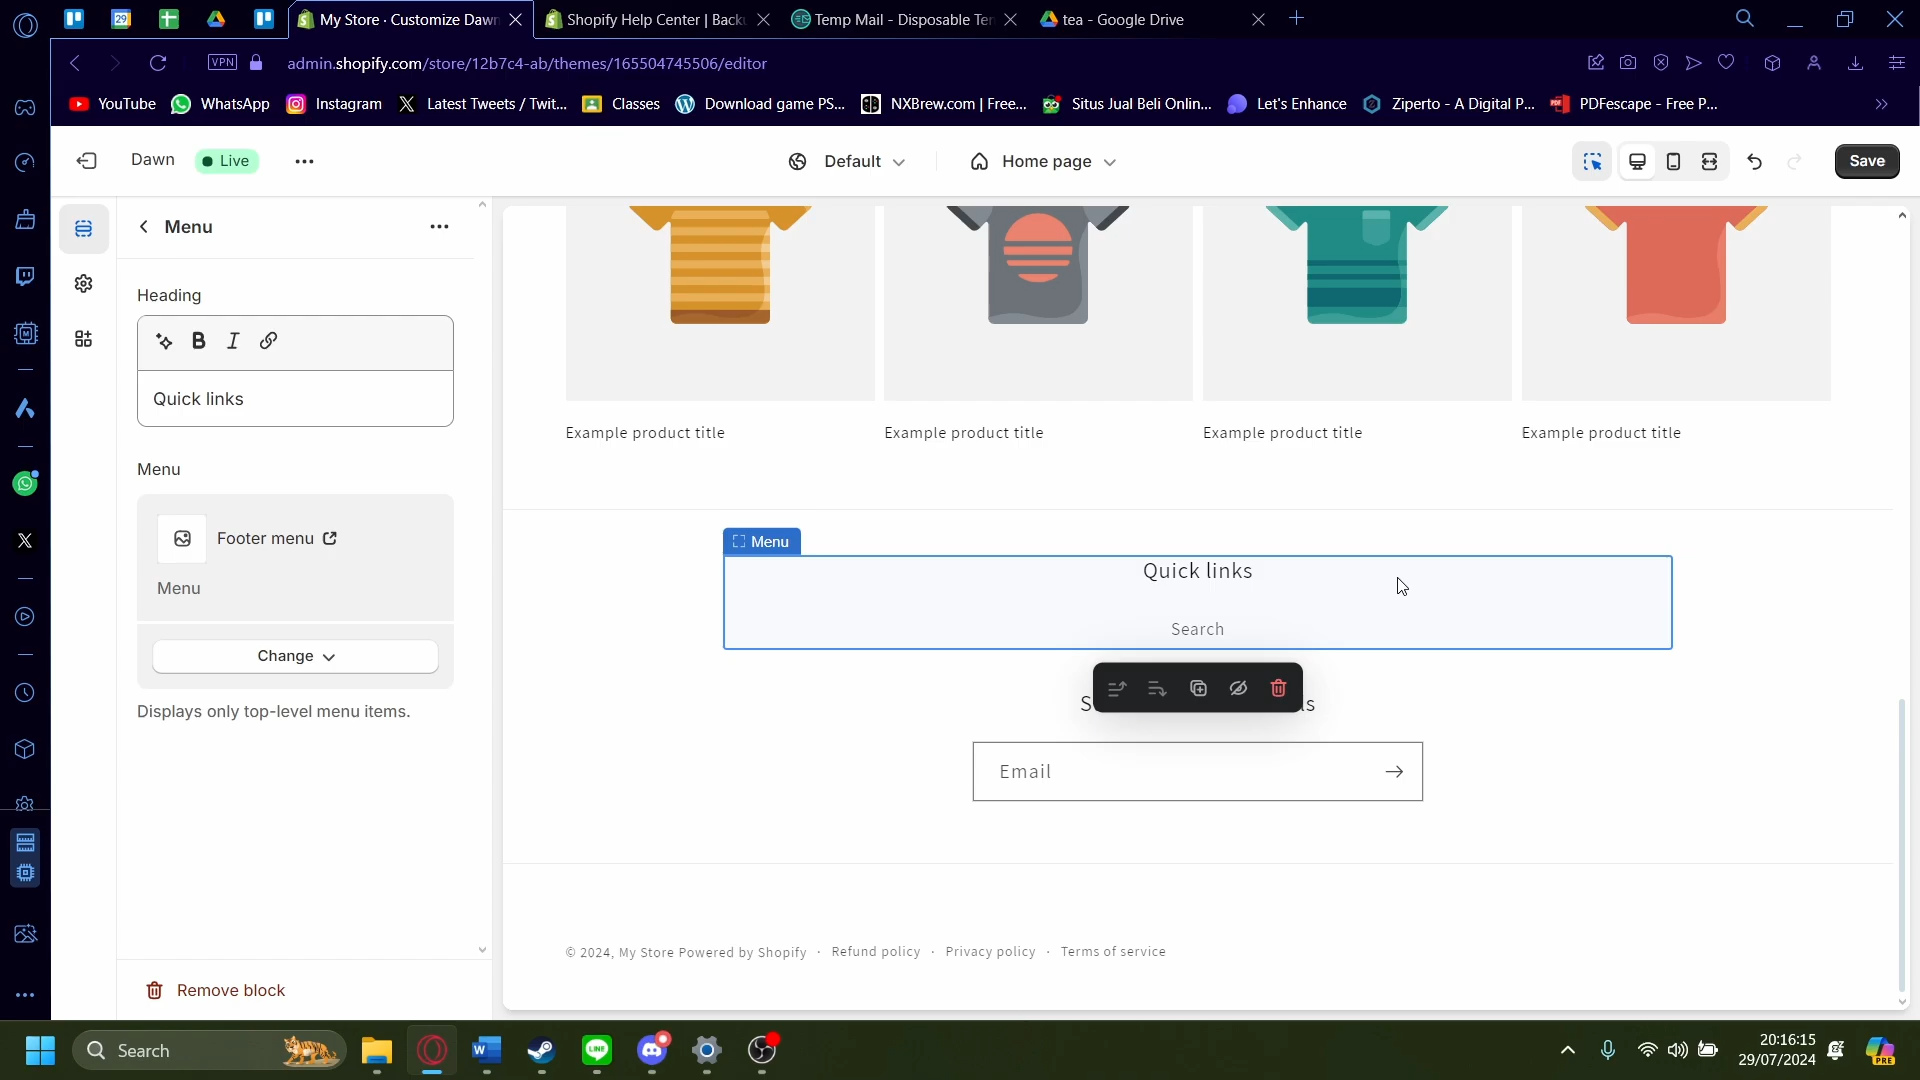 My Store · Customize Dawn
Shopify Help Center | Back
Temp Mail - Disposable Te
tea - Google Drive
VPN
admin.shopify.com/store/12b7c4-ab/themes/165504745506/editor
YouTube
WhatsApp
Instagram
Latest Tweets / Twit...
Classes
Download game PS...
NXBrew.com | Free...
Situs Jual Beli Onlin...
Let's Enhance
Ziperto - A Digital P...
PDFescape - Free P...
Dawn
Live
Default
Home page
Save
Menu
Heading
Quick links
Menu
Footer menu
Menu
Change
Displays only top-level menu items.
Remove block
Example product title
Example product title
Example product title
Example product title
Menu
Quick links
Search
S
ls
Email
© 2024, My Store Powered by Shopify · Refund policy · Privacy policy · Terms of service
Search
20:16:15
29/07/2024
PRE